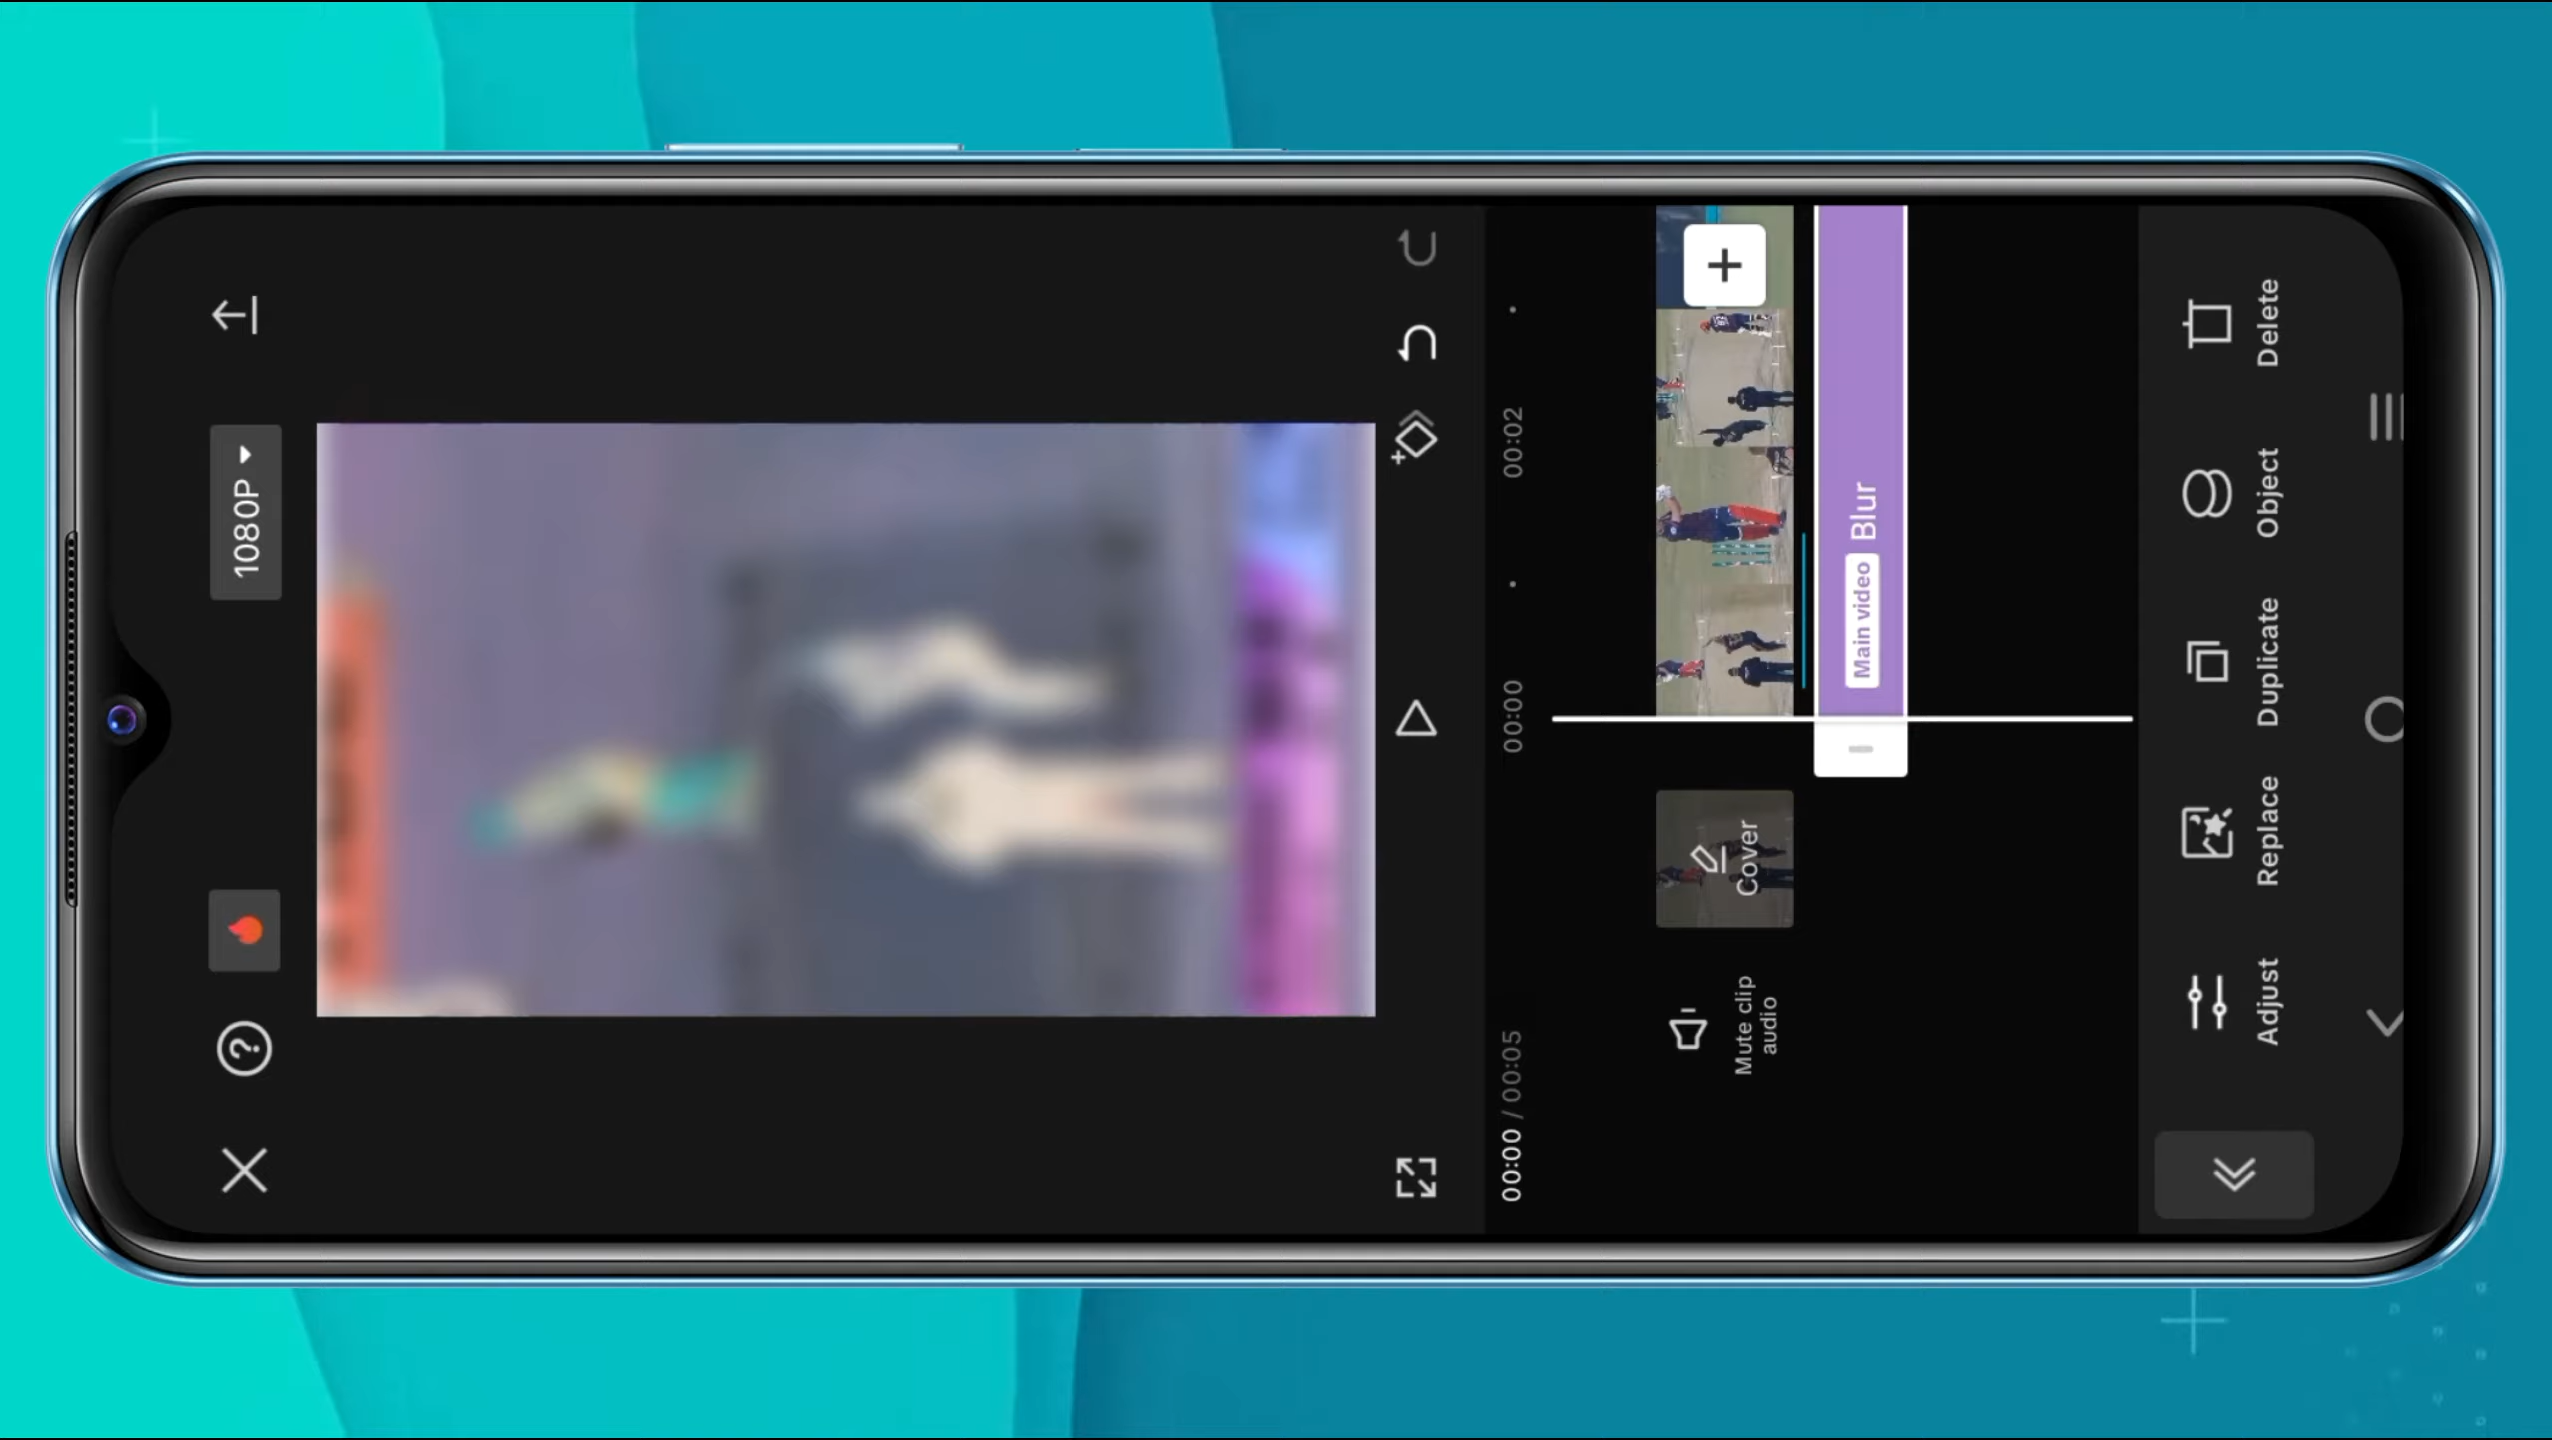 1080P
00:00 / 00:05
00:00
00:02
Mute clip
audio
Cover
Main video
Blur
Adjust
Replace
Duplicate
Object
Delete